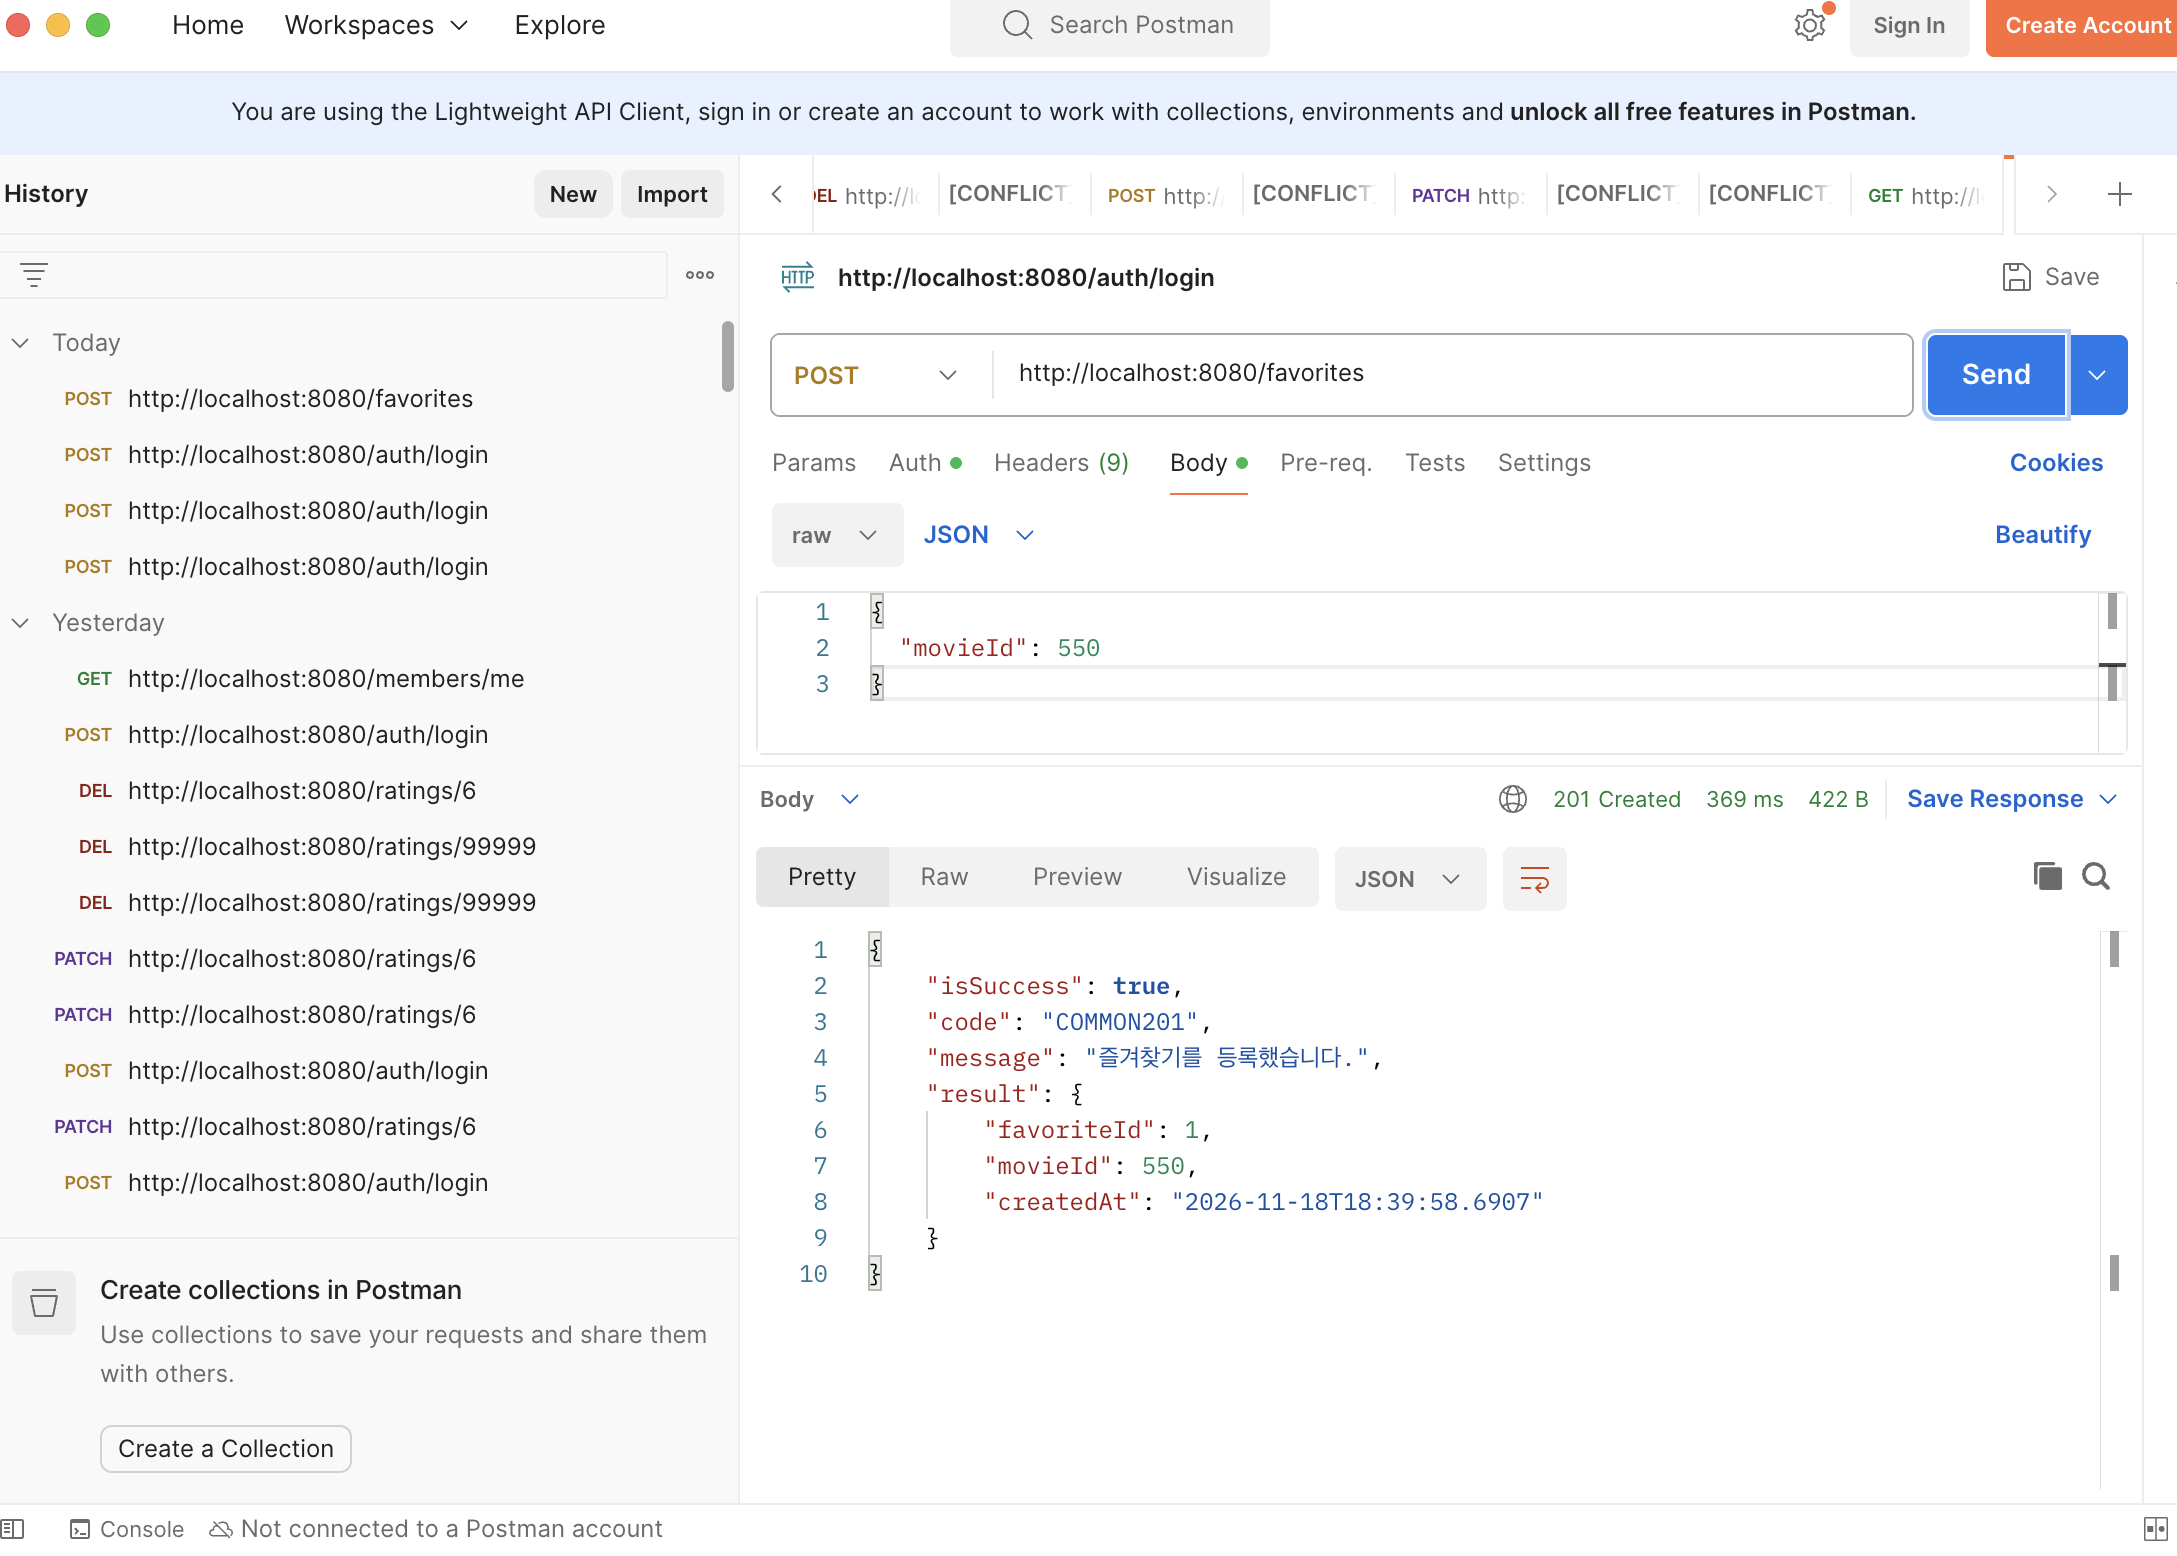 Home Workspaces Explore Search Postman Sign In Create Account
You are using the Lightweight API Client, sign in or create an account to work with collections, environments and unlock all free features in Postman.
History New Import
DEL http://l [CONFLICT POST http:/ [CONFLICT PATCH http: [CONFLICT [CONFLICT GET http://l
Today
POST http://localhost:8080/favorites
POST http://localhost:8080/auth/login
POST http://localhost:8080/auth/login
POST http://localhost:8080/auth/login
Yesterday
GET http://localhost:8080/members/me
POST http://localhost:8080/auth/login
DEL http://localhost:8080/ratings/6
DEL http://localhost:8080/ratings/99999
DEL http://localhost:8080/ratings/99999
PATCH http://localhost:8080/ratings/6
PATCH http://localhost:8080/ratings/6
POST http://localhost:8080/auth/login
PATCH http://localhost:8080/ratings/6
POST http://localhost:8080/auth/login
Create collections in Postman
Use collections to save your requests and share them
with others.
Create a Collection
HTTP http://localhost:8080/auth/login Save
POST http://localhost:8080/favorites Send
Params Auth Headers (9) Body Pre-req. Tests Settings Cookies
raw JSON Beautify
1 {
2 "movieId": 550
3 }
Body 201 Created 369 ms 422 B Save Response
Pretty Raw Preview Visualize JSON
1 {
2 "isSuccess": true,
3 "code": "COMMON201",
4 "message": "즐겨찾기를 등록했습니다.",
5 "result": {
6 "favoriteId": 1,
7 "movieId": 550,
8 "createdAt": "2026-11-18T18:39:58.6907"
9 }
10 }
Console Not connected to a Postman account